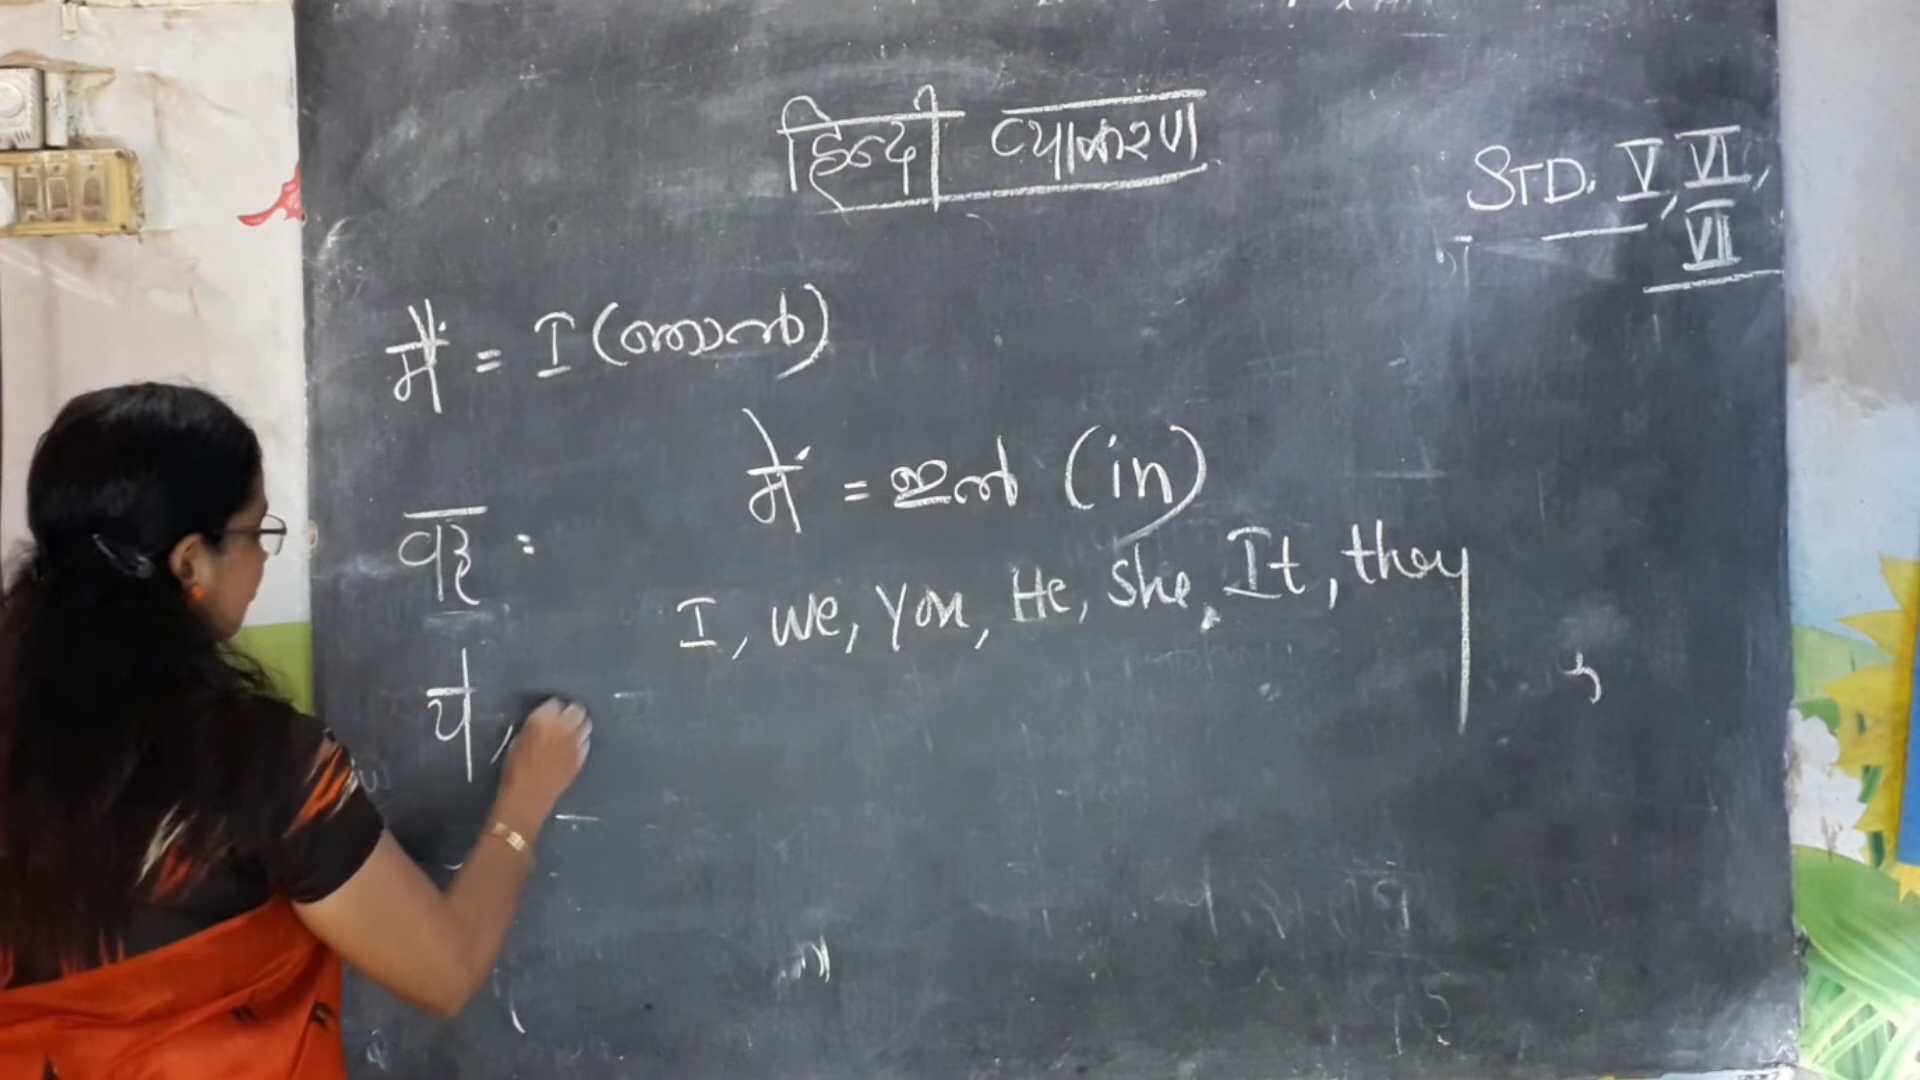 हिन्दी व्याकरण
STD. V, VI,
VII
मैं = I (ഞാൻ)
में = ഇൽ (in)
वह :
I, we, you, He, She, It, they
ये,